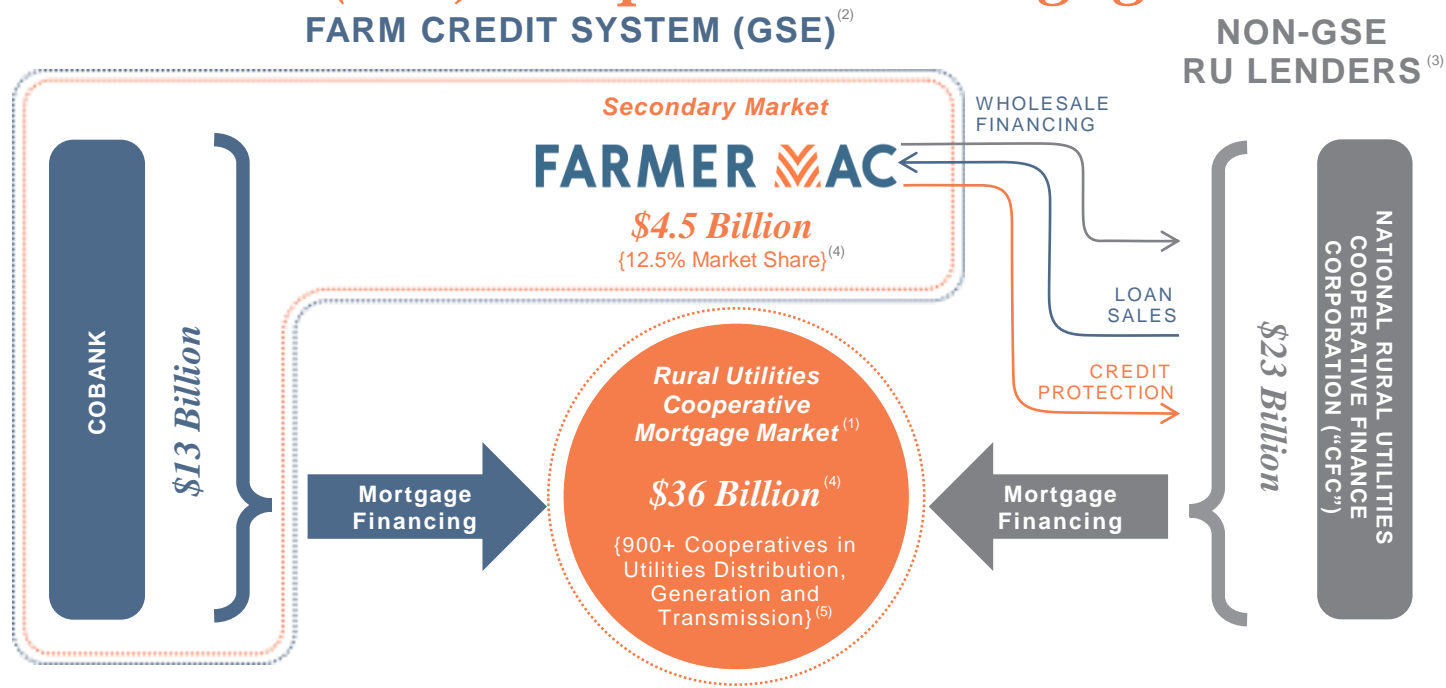 FARM CREDIT SYSTEM (GSE)(2)
NON-GSE
RU LENDERS(3)
Secondary Market
FARMER MAC
$4.5 Billion
{12.5% Market Share}(4)
WHOLESALE
FINANCING
LOAN
SALES
CREDIT
PROTECTION
COBANK
$13 Billion
Mortgage
Financing
Rural Utilities
Cooperative
Mortgage Market(1)
$36 Billion(4)
{900+ Cooperatives in
Utilities Distribution,
Generation and
Transmission}(5)
Mortgage
Financing
$23 Billion
NATIONAL RURAL UTILITIES
COOPERATIVE FINANCE
CORPORATION (“CFC”)